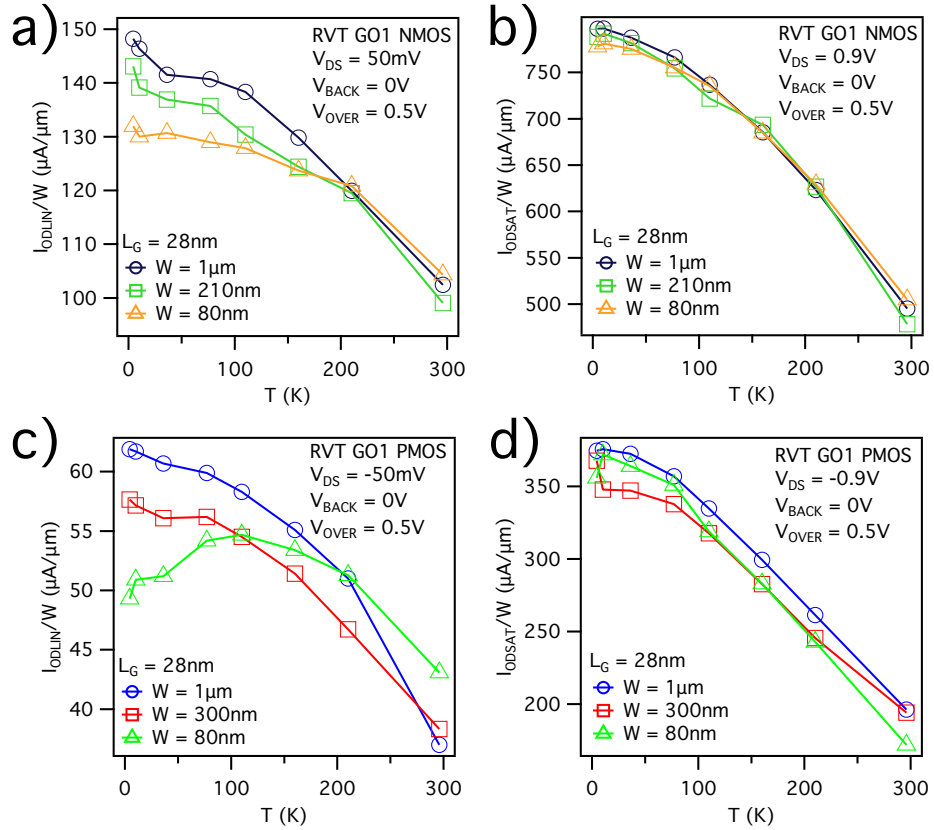 a)
150
140
130
120
110
100
I_ODLIN/W (µA/µm)
RVT GO1 NMOS
V_DS = 50mV
V_BACK = 0V
V_OVER = 0.5V
L_G = 28nm
W = 1µm
W = 210nm
W = 80nm
0 100 200 300
T (K)
b)
750
700
650
600
550
500
I_ODSAT/W (µA/µm)
RVT GO1 NMOS
V_DS = 0.9V
V_BACK = 0V
V_OVER = 0.5V
L_G = 28nm
W = 1µm
W = 210nm
W = 80nm
0 100 200 300
T (K)
c)
60
55
50
45
40
I_ODLIN/W (µA/µm)
RVT GO1 PMOS
V_DS = -50mV
V_BACK = 0V
V_OVER = 0.5V
L_G = 28nm
W = 1µm
W = 300nm
W = 80nm
0 100 200 300
T (K)
d)
350
300
250
200
I_ODSAT/W (µA/µm)
RVT GO1 PMOS
V_DS = -0.9V
V_BACK = 0V
V_OVER = 0.5V
L_G = 28nm
W = 1µm
W = 300nm
W = 80nm
0 100 200 300
T (K)